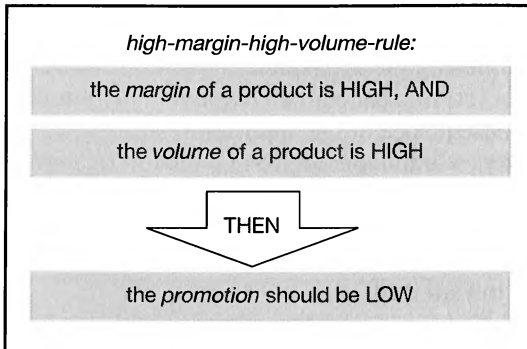 high-margin-high-volume-rule:
the margin of a product is HIGH, AND
the volume of a product is HIGH
THEN
the promotion should be LOW